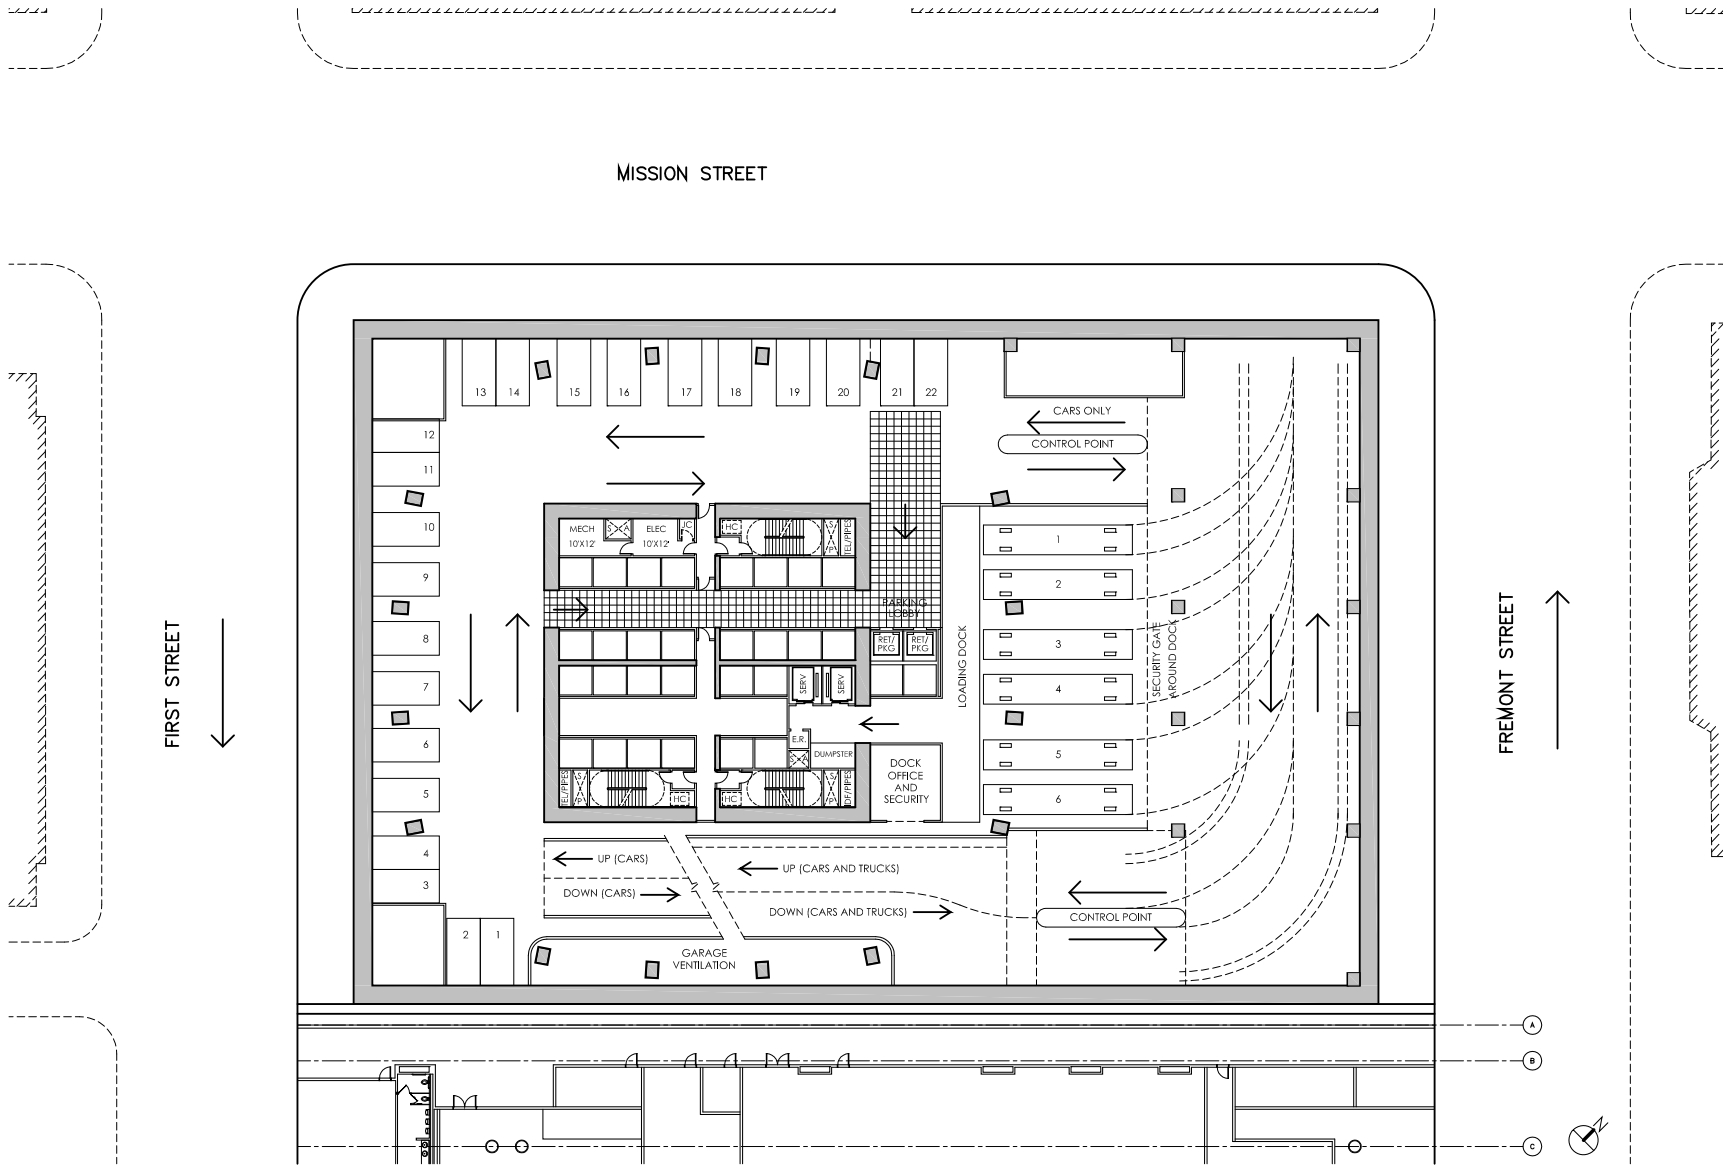 MISSION STREET
13
14
15
16
17
18
19
20
21
22
CARS ONLY
CONTROL POINT
12
11
10
9
8
7
6
5
4
3
2
1
MECH
10'X12'
S
A
ELEC
10'X12'
JC
HC
S
P
TEL/PIPES
PARKING
LOBBY
RET/
PKG
RET/
PKG
SERV
SERV
E.R.
DUMPSTER
TEL/PIPES
S
P
HC
HC
S
P
IDF/PIPES
DOCK
OFFICE
AND
SECURITY
LOADING DOCK
1
2
3
4
5
6
SECURITY GATE
AROUND DOCK
FIRST STREET
FREMONT STREET
UP (CARS)
DOWN (CARS)
UP (CARS AND TRUCKS)
DOWN (CARS AND TRUCKS)
CONTROL POINT
GARAGE
VENTILATION
A
B
C
N